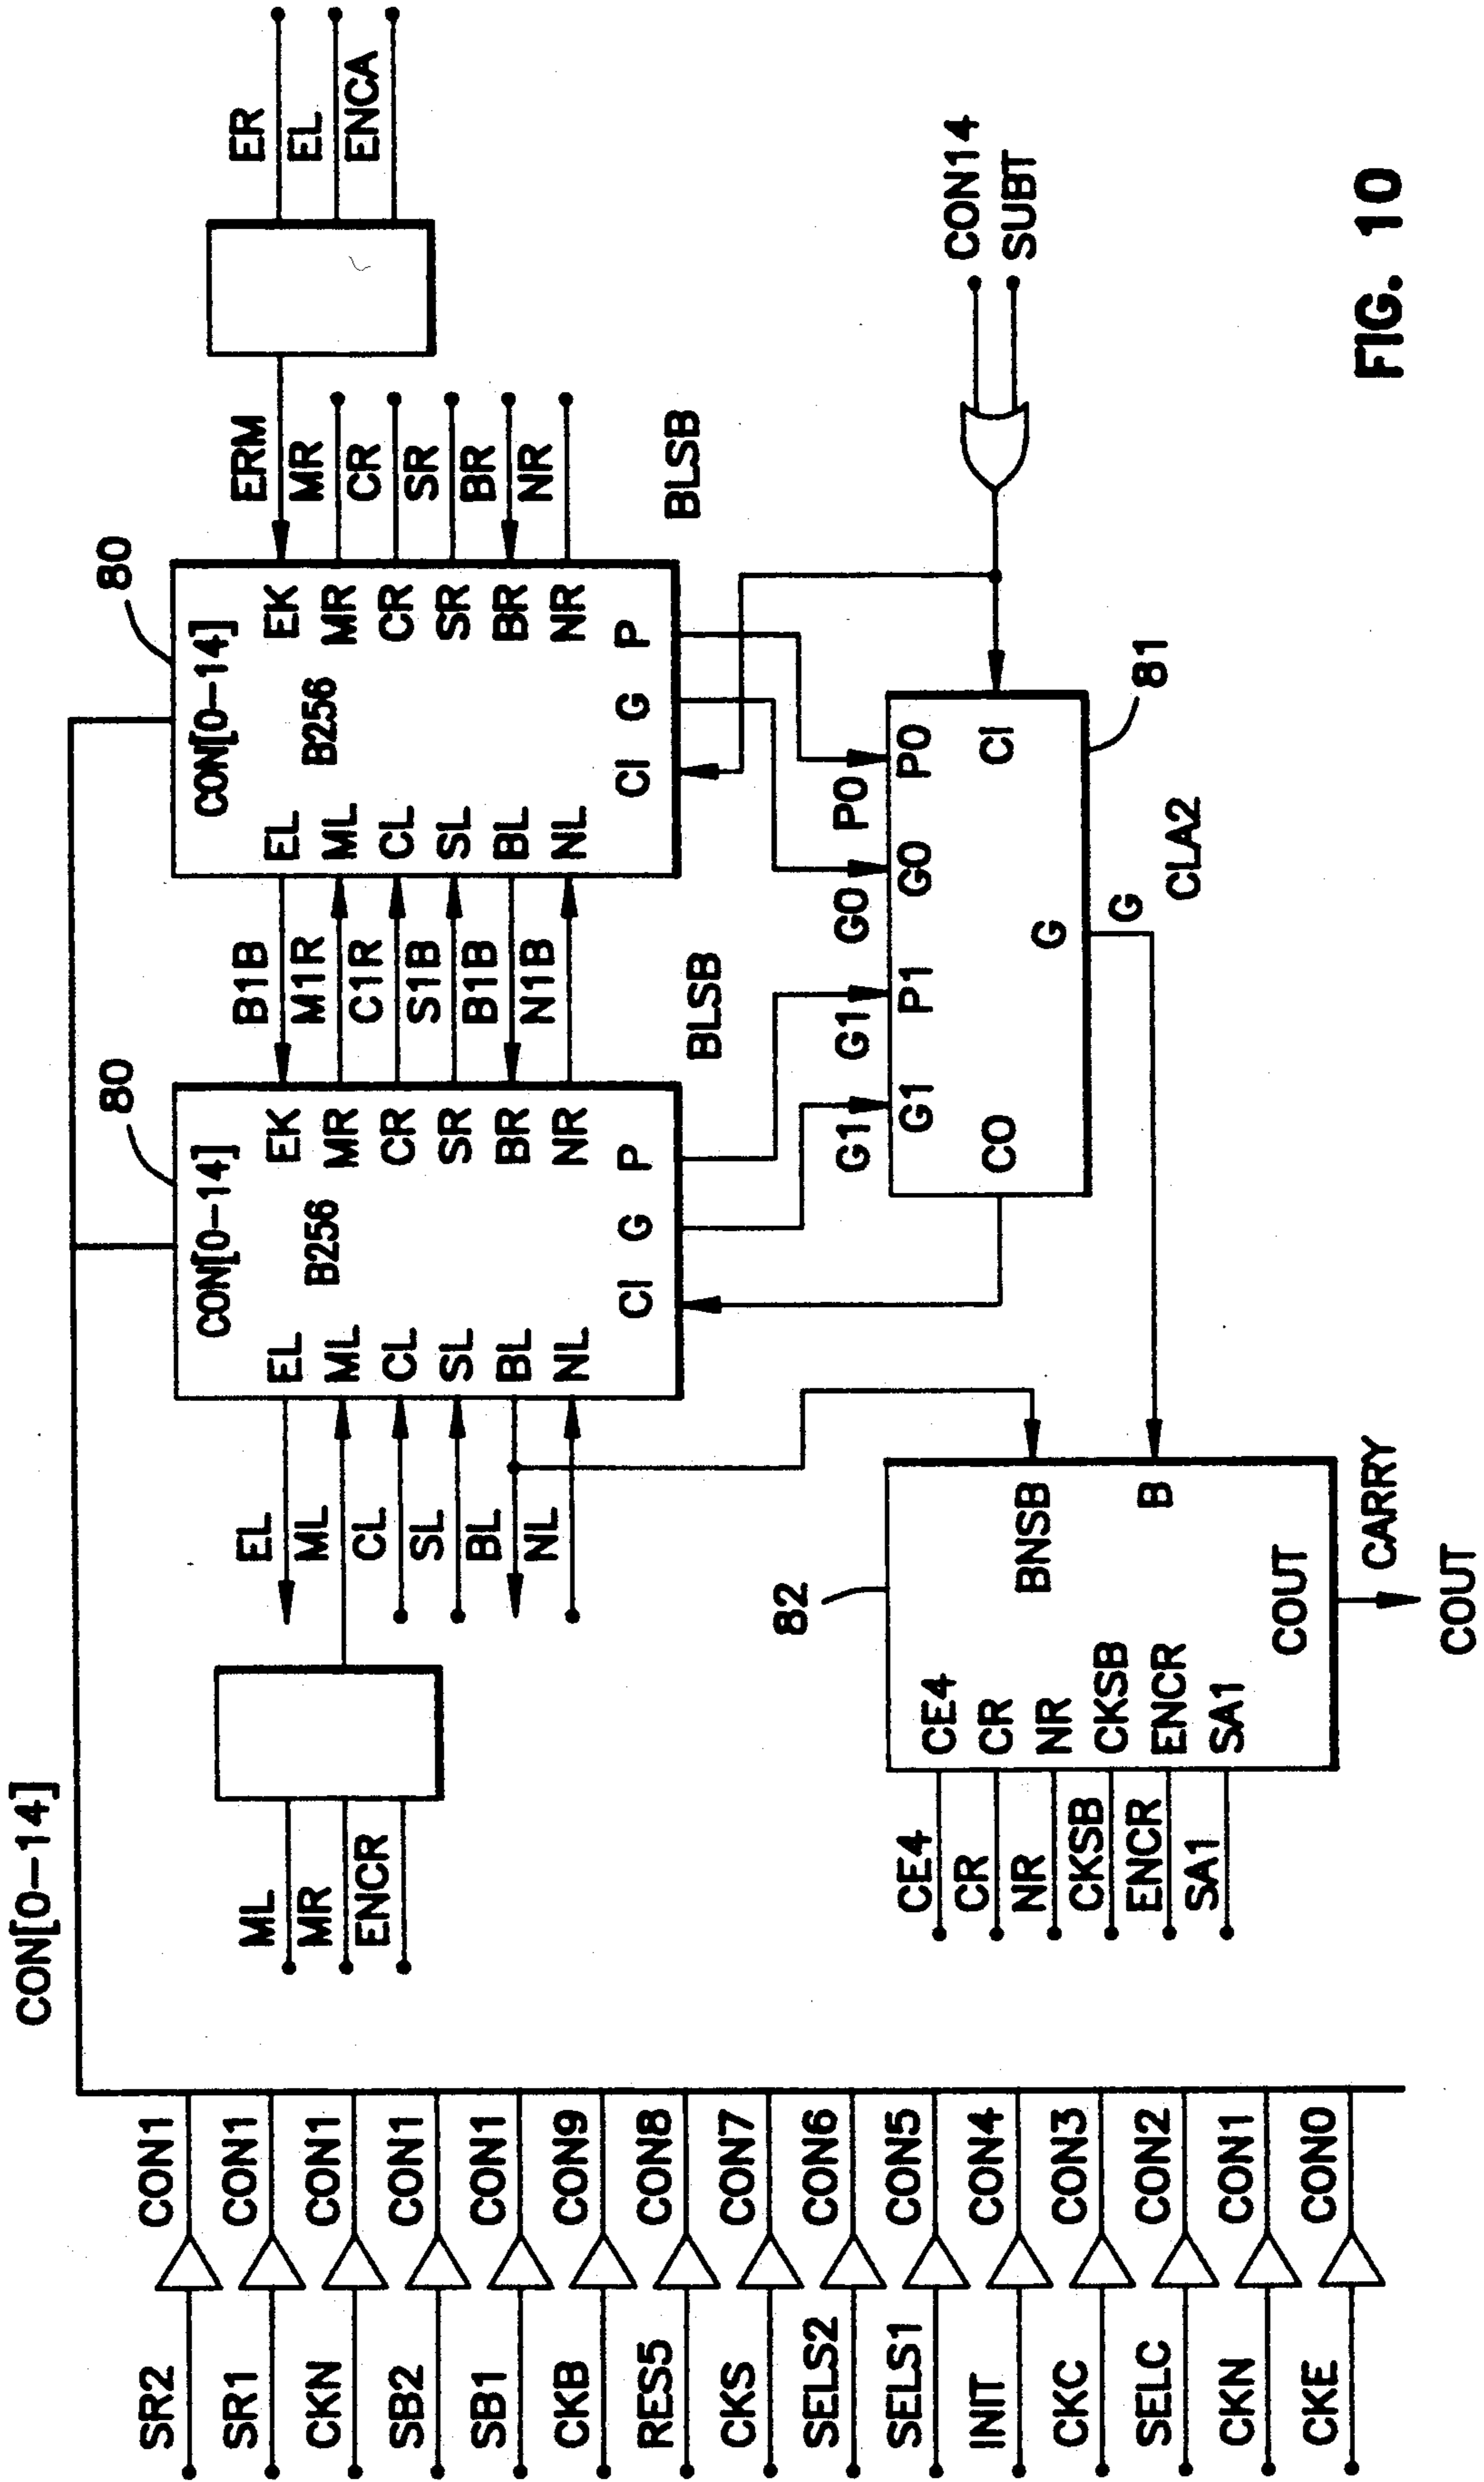 CON[0-14]
SR2 CON1
SR1 CON1
CKN CON1
SB2 CON1
SB1 CON1
CKB CON9
RES5 CON8
CKS CON7
SELS2 CON6
SELS1 CON5
INIT CON4
CKC CON3
SELC CON2
CKN CON1
CKE CON0
ML
MR
ENCR
EL
ML
CL
SL
BL
NL
80
CON[0-14]
B256
EL EK
ML MR
CL CR
SL SR
BL BR
NL NR
CI G P
BLSB
B1B
M1R
C1R
S1B
B1B
N1B
80
CON[0-14]
B256
EL EK
ML MR
CL CR
SL SR
BL BR
NL NR
CI G P
BLSB
ERM
MR
CR
SR
BR
NR
ER
EL
ENCA
CON14
SUBT
G1 G1 G0 P0
G1 P1 G0 P0
CO CI
G
81
G
CLA2
82
CE4 CE4
CR CR
NR NR
CKSB CKSB
ENCR ENCR
SA1 SA1
BNSB
B
COUT
CARRY
COUT
FIG. 10